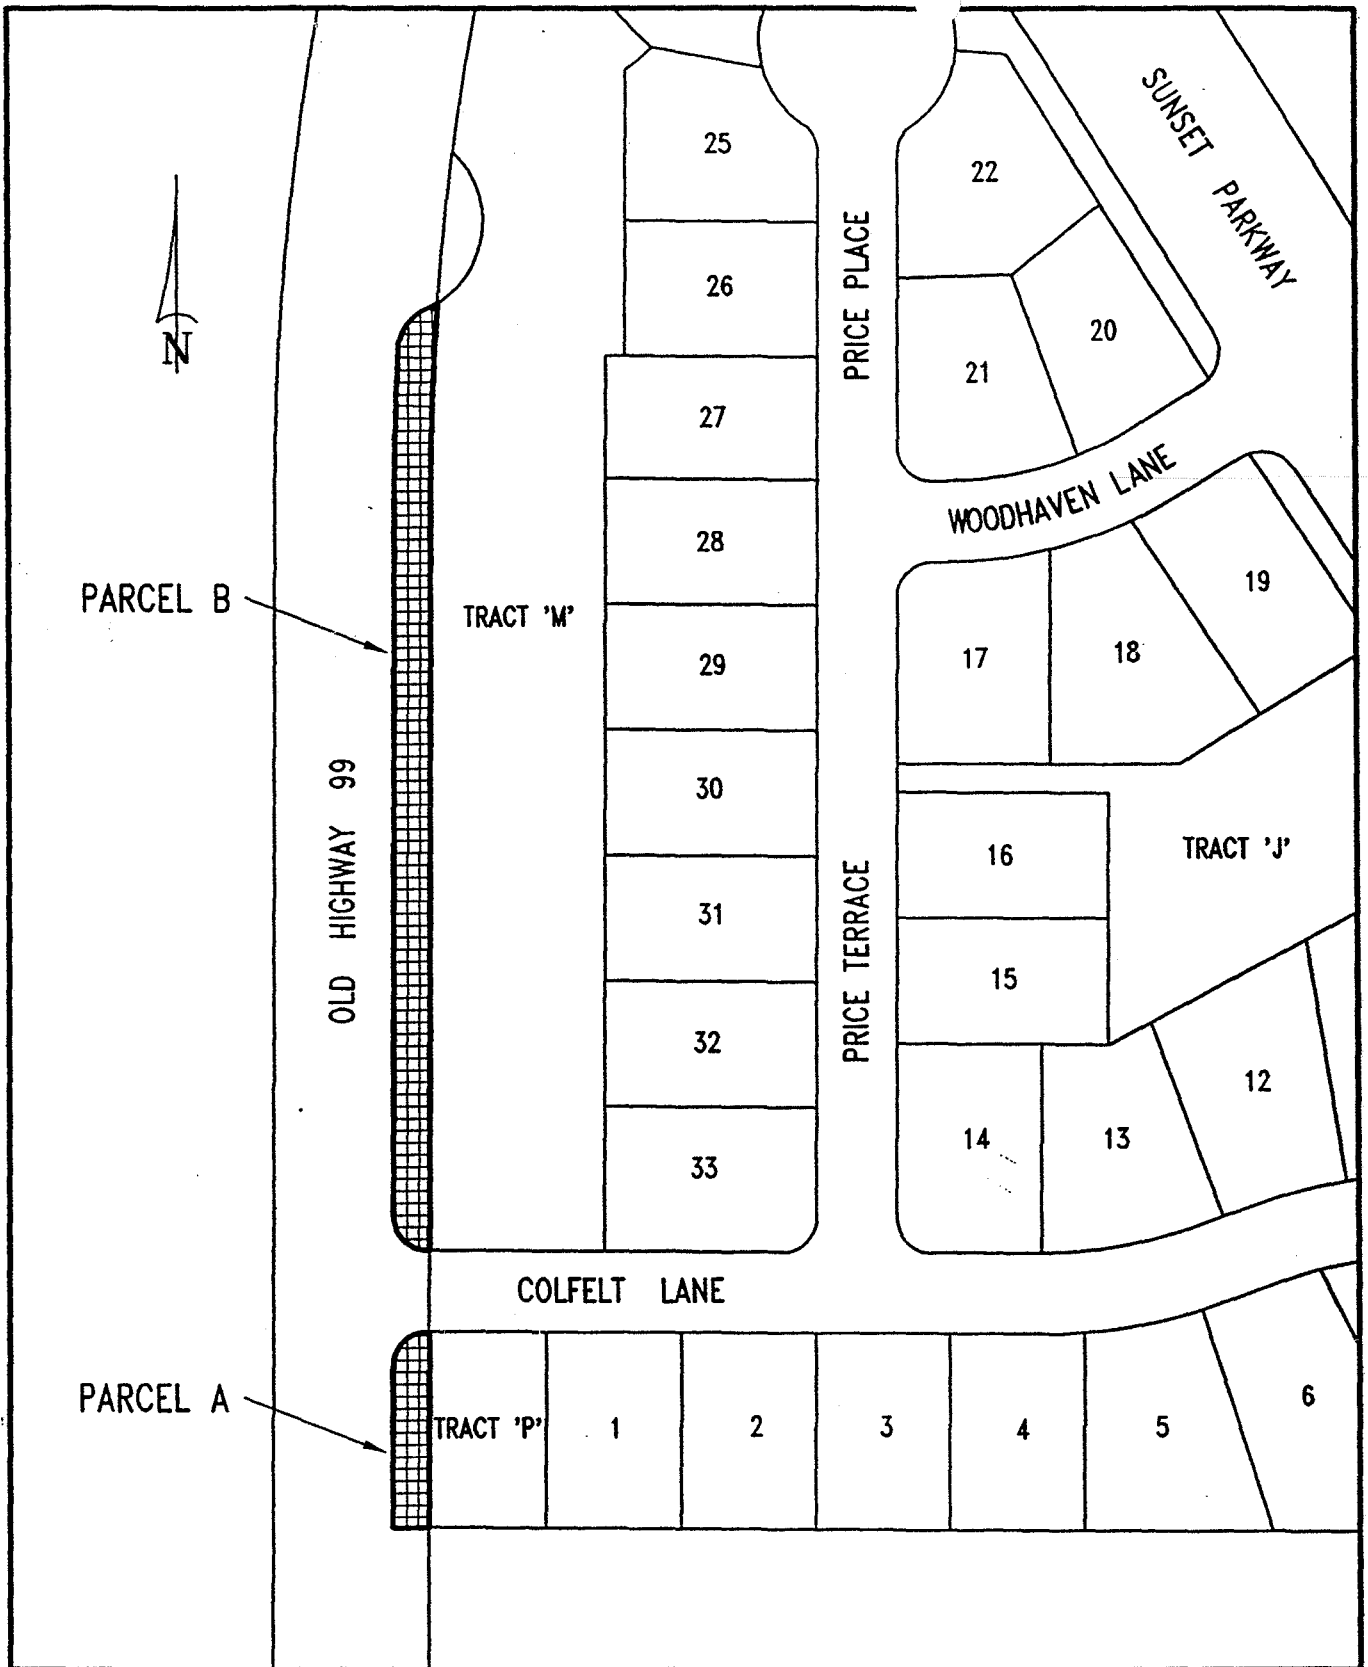 SUNSET PARKWAY
25
22
N
PRICE PLACE
26
20
21
27
WOODHAVEN LANE
28
19
PARCEL B
TRACT 'M'
29
17
18
OLD HIGHWAY 99
30
16
TRACT 'J'
PRICE TERRACE
31
15
32
12
14
13
33
COLFELT LANE
PARCEL A
TRACT 'P'
1
2
3
4
5
6